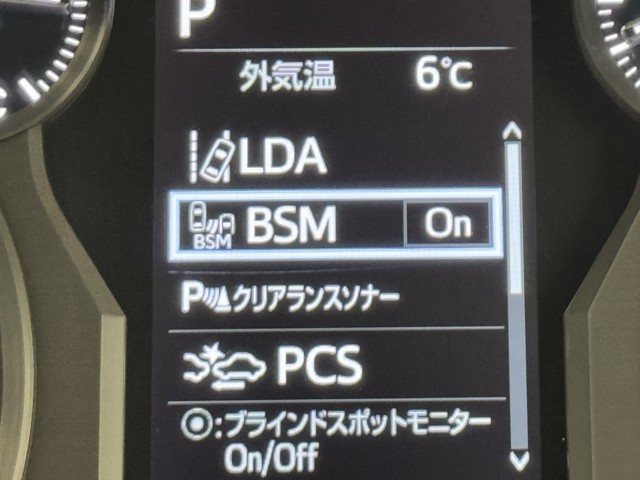 P
外気温 6℃
LDA
BSM BSM On
Pクリアランスソナー
PCS
◎:ブラインドスポットモニター
On/Off